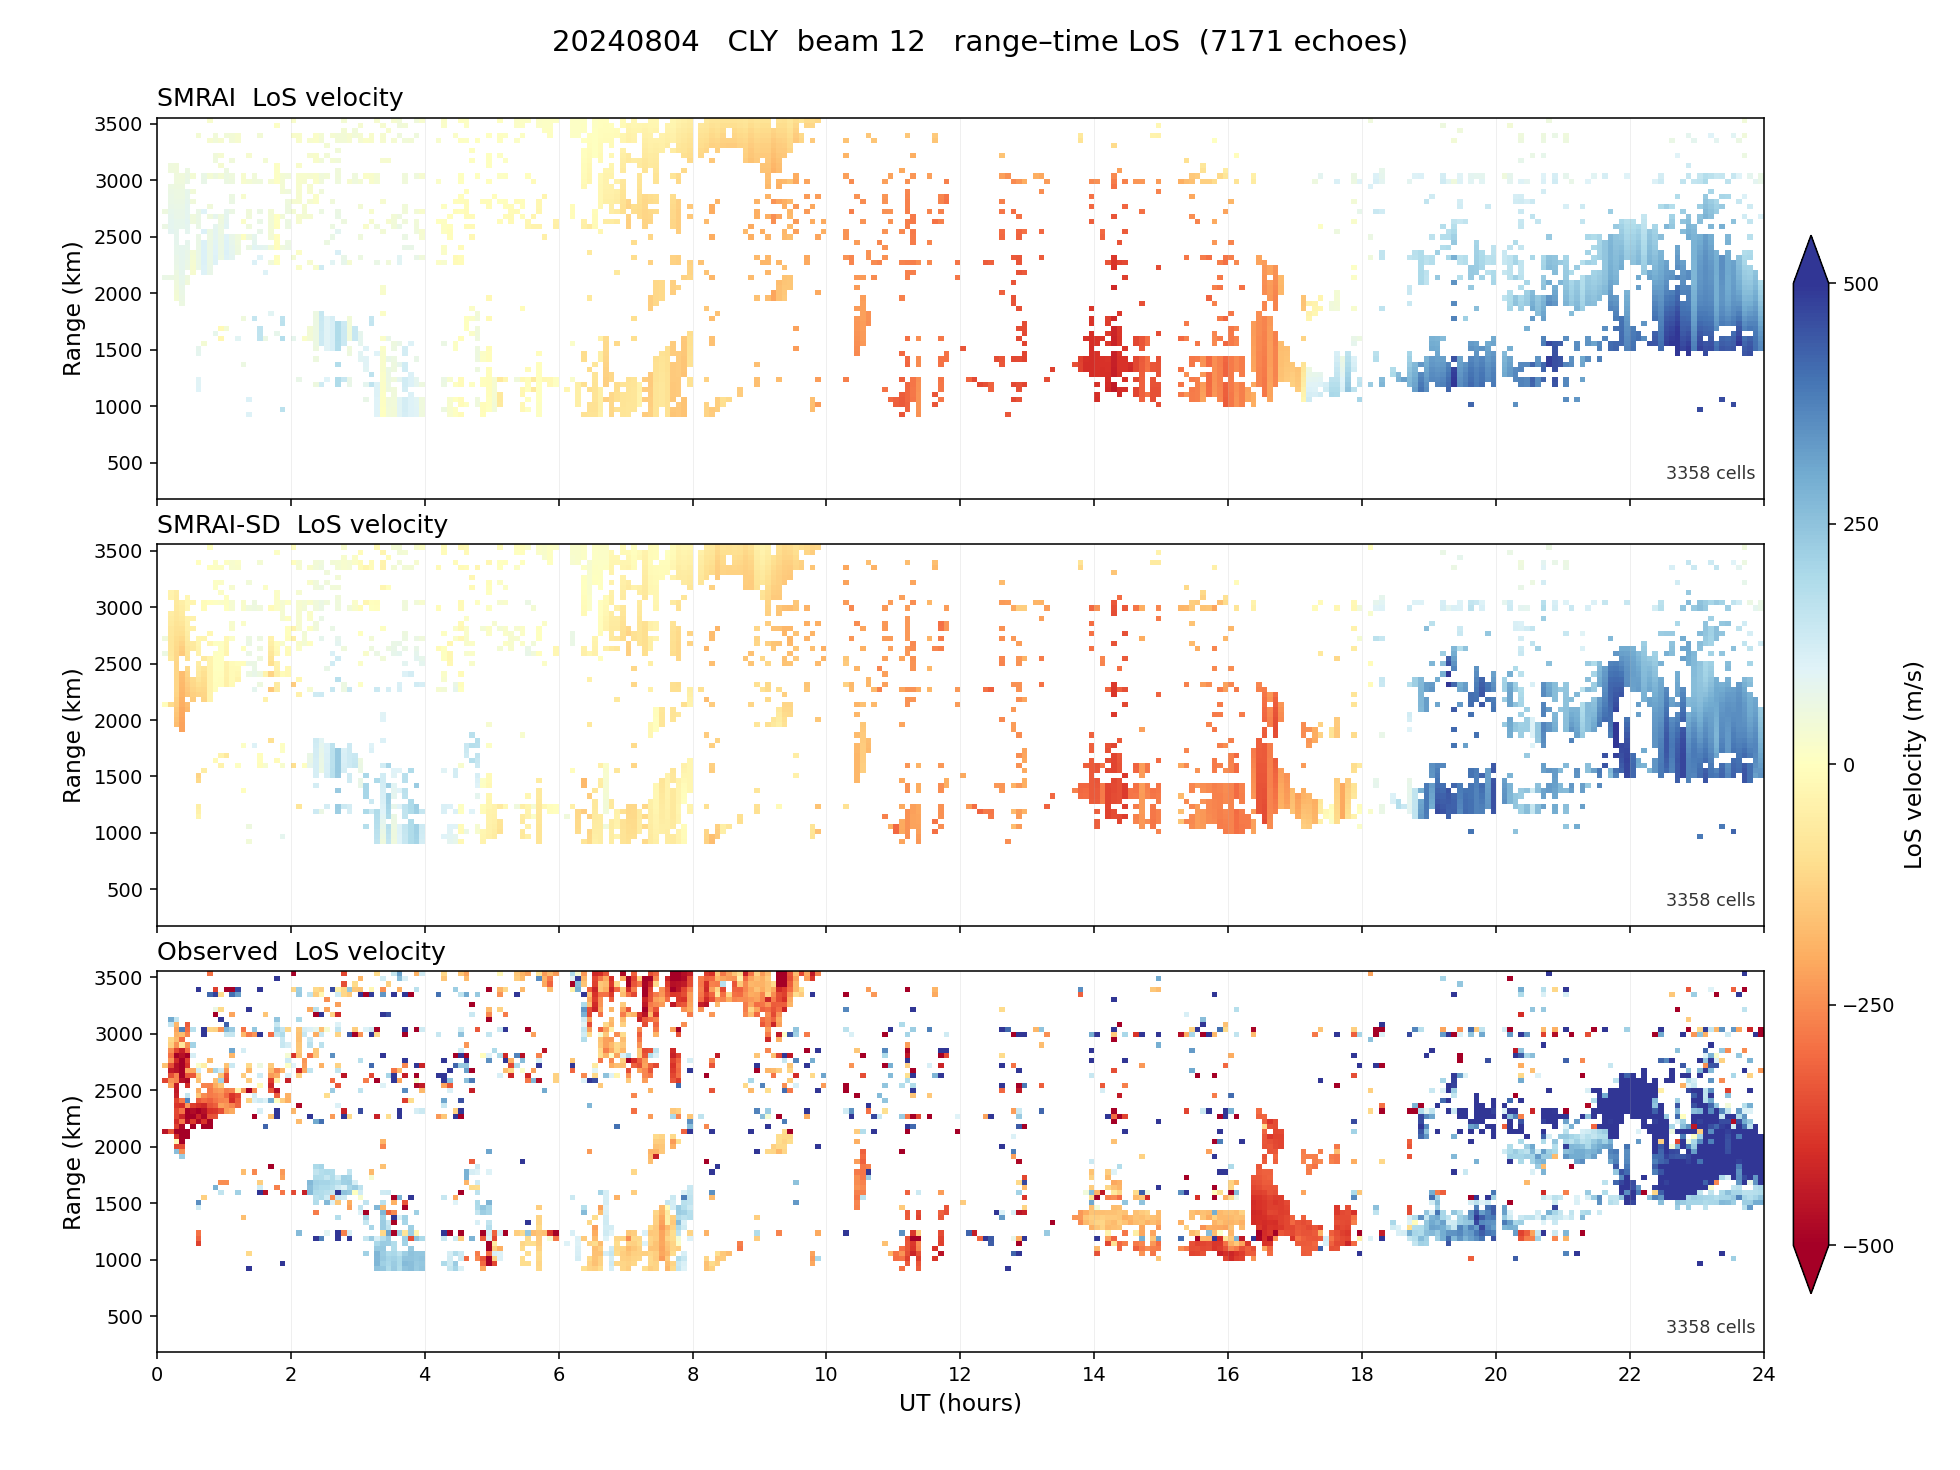 20240804   CLY  beam 12   range–time LoS  (7171 echoes)
SMRAI  LoS velocity
3500
3000
2500
2000
1500
1000
500
Range (km)
3358 cells
SMRAI-SD  LoS velocity
3500
3000
2500
2000
1500
1000
500
Range (km)
3358 cells
Observed  LoS velocity
3500
3000
2500
2000
1500
1000
500
Range (km)
3358 cells
0 2 4 6 8 10 12 14 16 18 20 22 24
UT (hours)
500
250
0
−250
−500
LoS velocity (m/s)